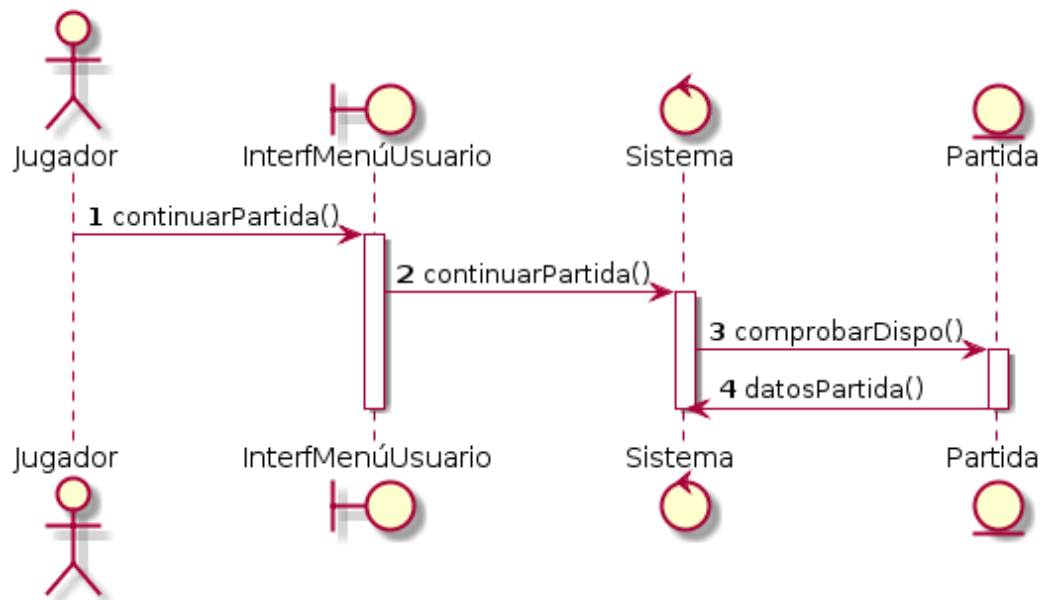 Jugador InterfMenúUsuario Sistema Partida
1 continuarPartida()
2 continuarPartida()
3 comprobarDispo()
4 datosPartida()
Jugador InterfMenúUsuario Sistema Partida